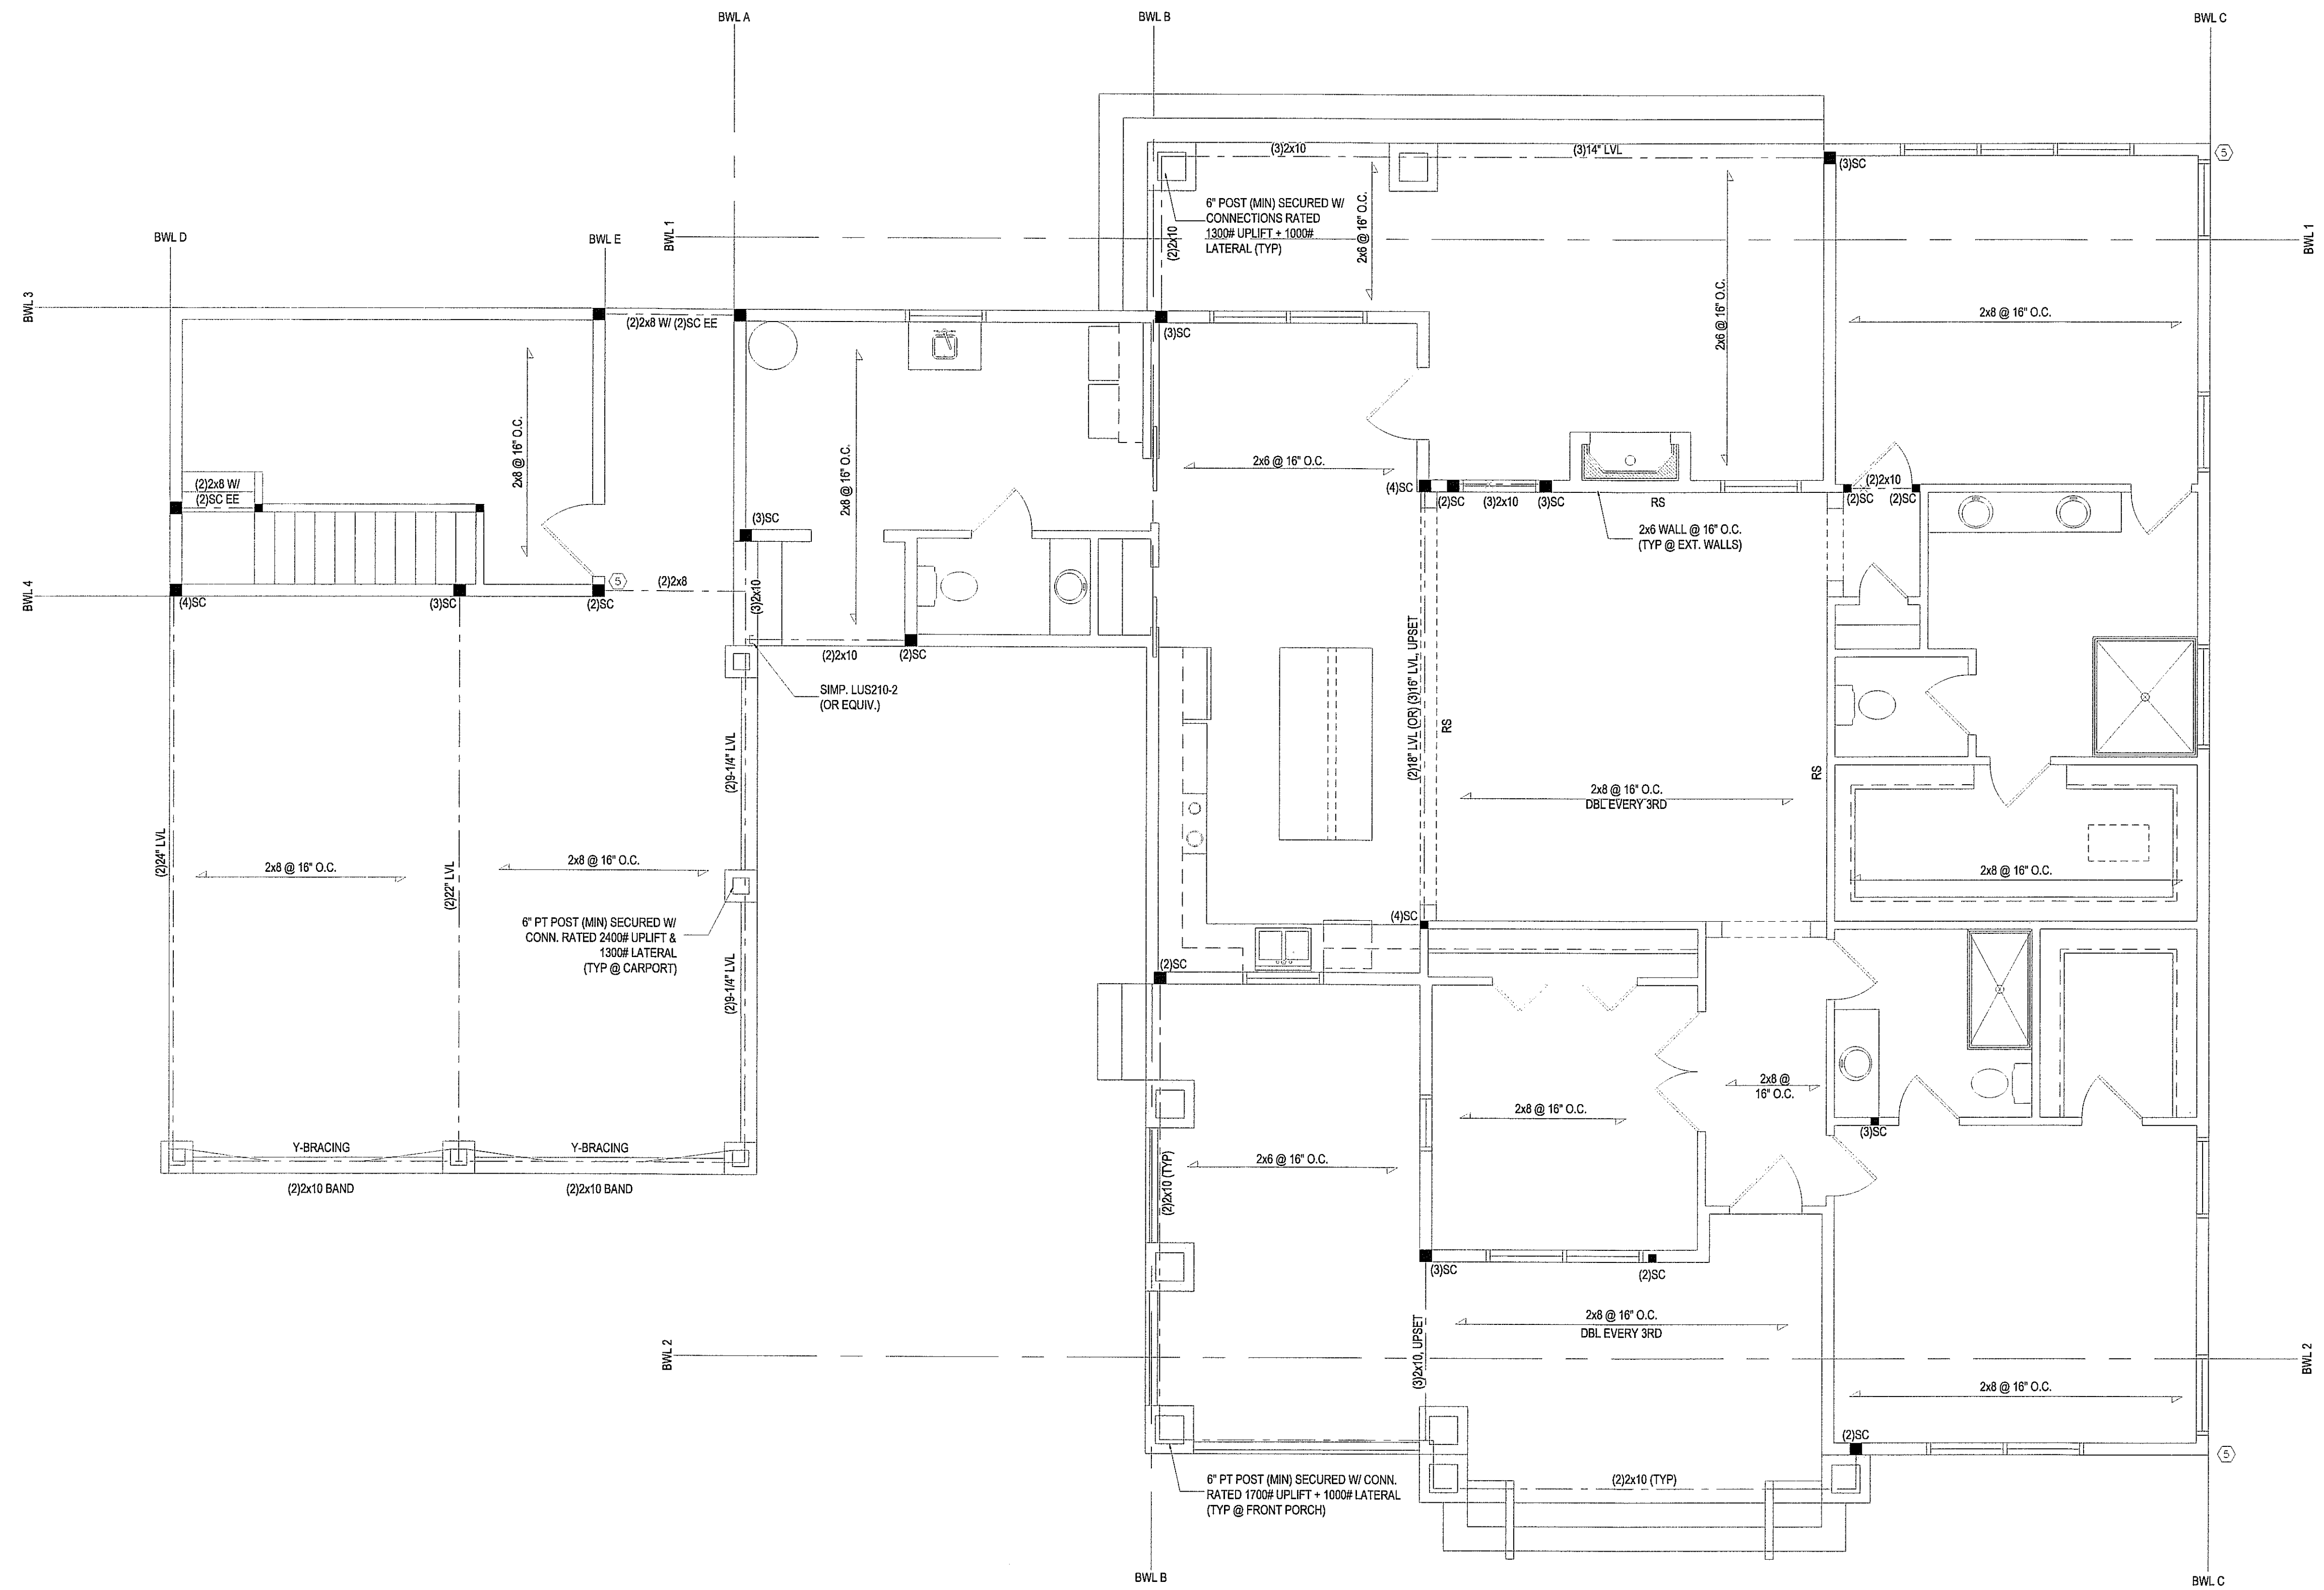 BWL A
BWL B
BWL C
(3)2x10
(3)14" LVL
(3)SC
5
6" POST (MIN) SECURED W/
CONNECTIONS RATED
1300# UPLIFT + 1000#
LATERAL (TYP)
(2)2x10
2x6 @ 16" O.C.
2x6 @ 16" O.C.
BWL D
BWL E
BWL 1
BWL 1
BWL 3
(2)2x8 W/ (2)SC EE
(3)SC
2x8 @ 16" O.C.
2x8 @ 16" O.C.
2x8 @ 16" O.C.
2x6 @ 16" O.C.
(2)2x8 W/
(2)SC EE
(4)SC
(2)SC
(3)2x10
(3)SC
RS
(2)2x10
(2)SC
(2)SC
(3)SC
2x6 WALL @ 16" O.C.
(TYP @ EXT. WALLS)
BWL 4
(4)SC
(3)SC
(2)SC
5
(2)2x8
(3)2x10
(2)2x10
(2)SC
SIMP. LUS210-2
(OR EQUIV.)
(2)18" LVL (OR) (3)16" LVL, UPSET
RS
RS
(2)9-1/4" LVL
2x8 @ 16" O.C.
DBL EVERY 3RD
(2)24" LVL
2x8 @ 16" O.C.
(2)22" LVL
2x8 @ 16" O.C.
2x8 @ 16" O.C.
6" PT POST (MIN) SECURED W/
CONN. RATED 2400# UPLIFT &
1300# LATERAL
(TYP @ CARPORT)
(4)SC
(2)SC
(2)9-1/4" LVL
2x8 @
16" O.C.
2x8 @ 16" O.C.
(3)SC
Y-BRACING
Y-BRACING
(2)2x10 BAND
(2)2x10 BAND
(2)2x10 (TYP)
2x6 @ 16" O.C.
(3)SC
(2)SC
2x8 @ 16" O.C.
DBL EVERY 3RD
BWL 2
(3)2x10, UPSET
BWL 2
2x8 @ 16" O.C.
(2)SC
5
6" PT POST (MIN) SECURED W/ CONN.
RATED 1700# UPLIFT + 1000# LATERAL
(TYP @ FRONT PORCH)
(2)2x10 (TYP)
BWL B
BWL C